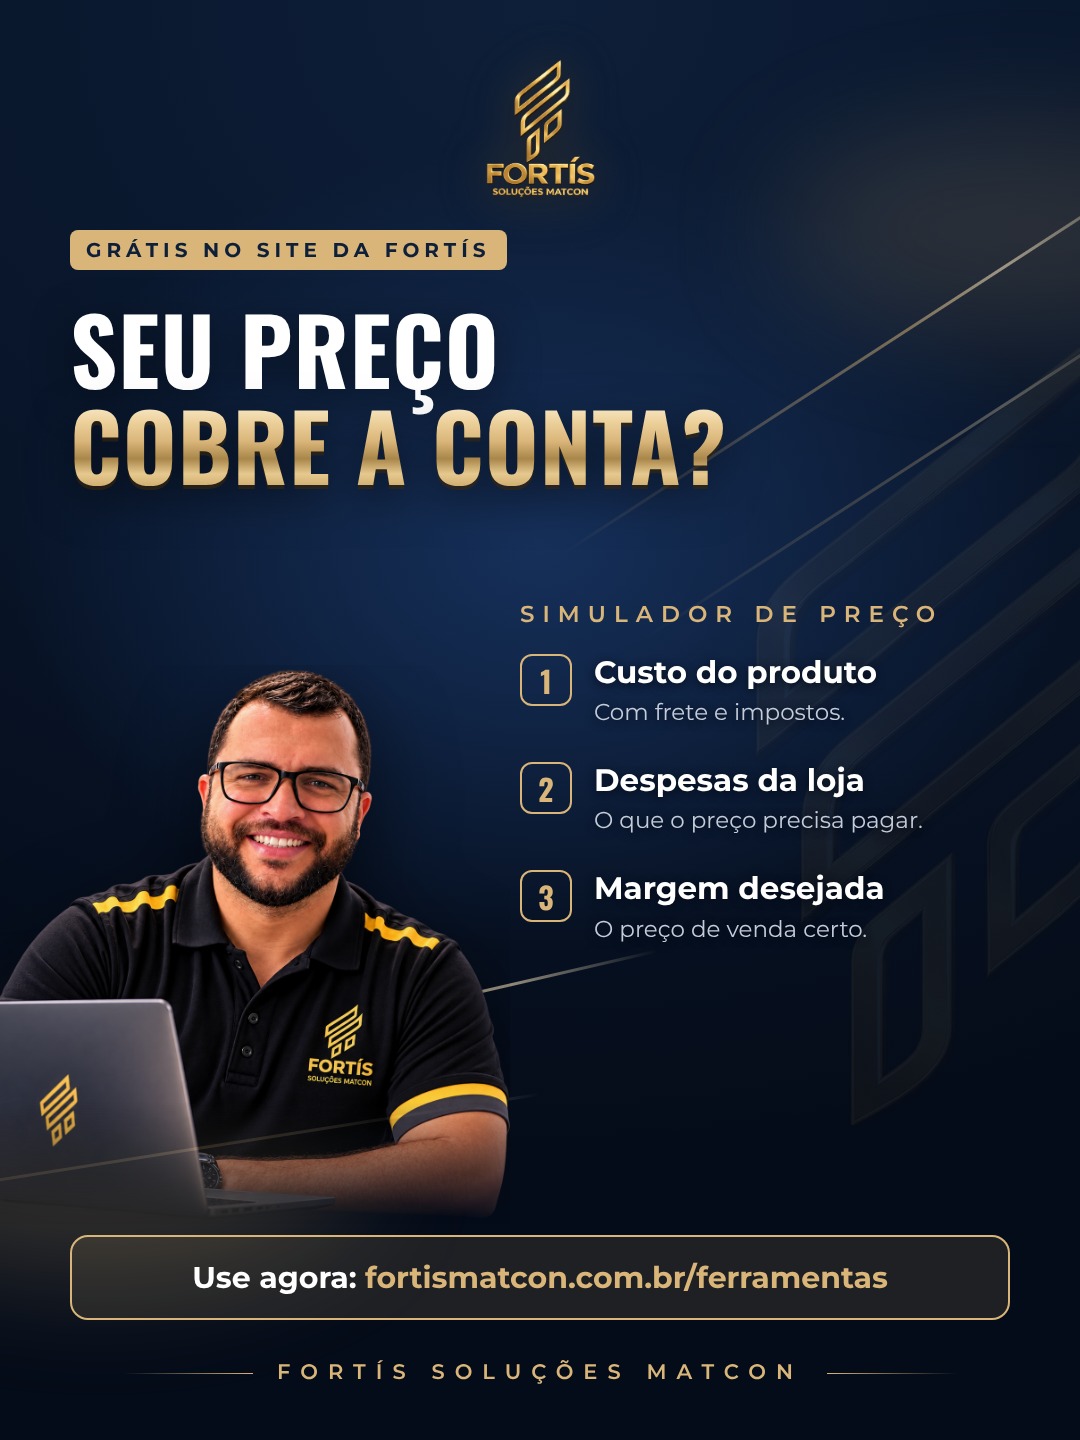 FORTÍS
SOLUÇÕES MATCON
GRÁTIS NO SITE DA FORTÍS
SEU PREÇO
COBRE A CONTA?
SIMULADOR DE PREÇO
1
Custo do produto
Com frete e impostos.
2
Despesas da loja
O que o preço precisa pagar.
3
Margem desejada
O preço de venda certo.
FORTÍS
SOLUÇÕES MATCON
Use agora: fortismatcon.com.br/ferramentas
FORTÍS SOLUÇÕES MATCON